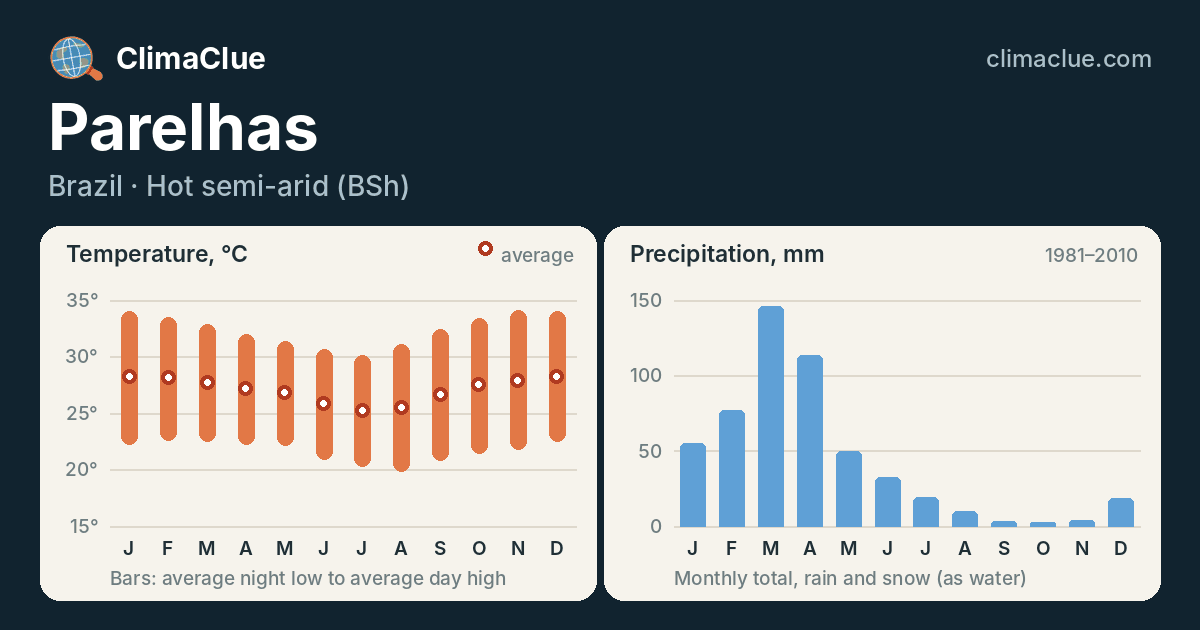 ClimaClue
climaclue.com
Parelhas
Brazil · Hot semi-arid (BSh)
Temperature, °C
average
35°
30°
25°
20°
15°
J F M A M J J A S O N D
Bars: average night low to average day high
Precipitation, mm
1981–2010
150
100
50
0
J F M A M J J A S O N D
Monthly total, rain and snow (as water)